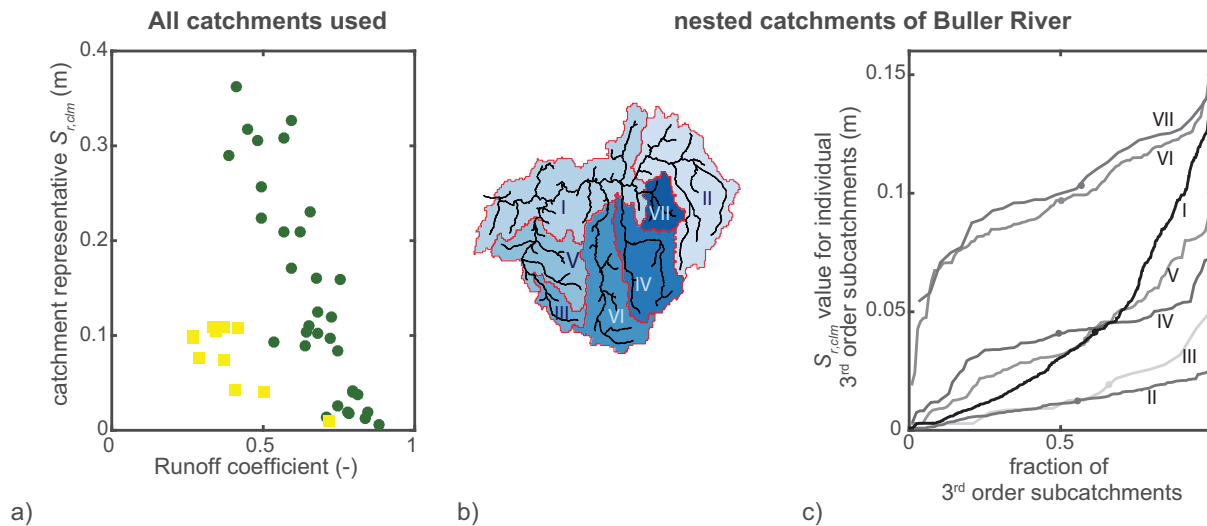 All catchments used
nested catchments of Buller River
catchment representative S_r,clm (m)
0.4
0.3
0.2
0.1
0
0
0.5
1
Runoff coefficient (-)
a)
I
II
VII
V
IV
III
VI
b)
S_r,clm value for individual
3rd order subcatchments (m)
0.15
0.1
0.05
0
VII
VI
I
V
IV
III
II
0
0.5
fraction of
3rd order subcatchments
c)